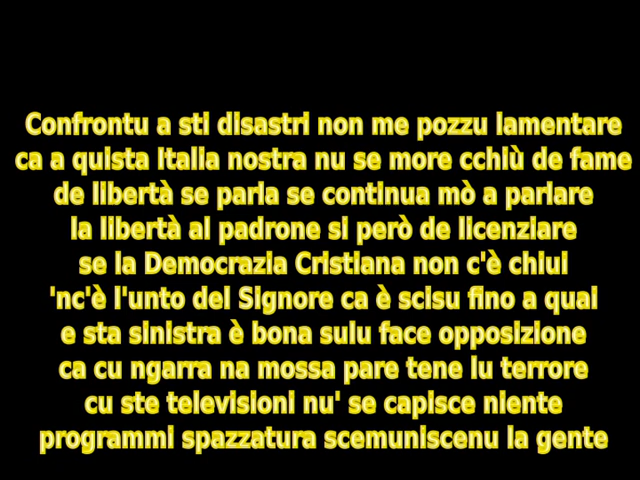 Confrontu a sti disastri non me pozzu lamentare
ca a quista Italia nostra nu se more cchiù de fame
de libertà se parla se continua mò a parlare
la libertà al padrone si però de licenziare
se la Democrazia Cristiana non c'è chiui
'nc'è l'unto del Signore ca è scisu fino a quai
e sta sinistra è bona sulu face opposizione
ca cu ngarra na mossa pare tene lu terrore
cu ste televisioni nu' se capisce niente
programmi spazzatura scemuniscenu la gente